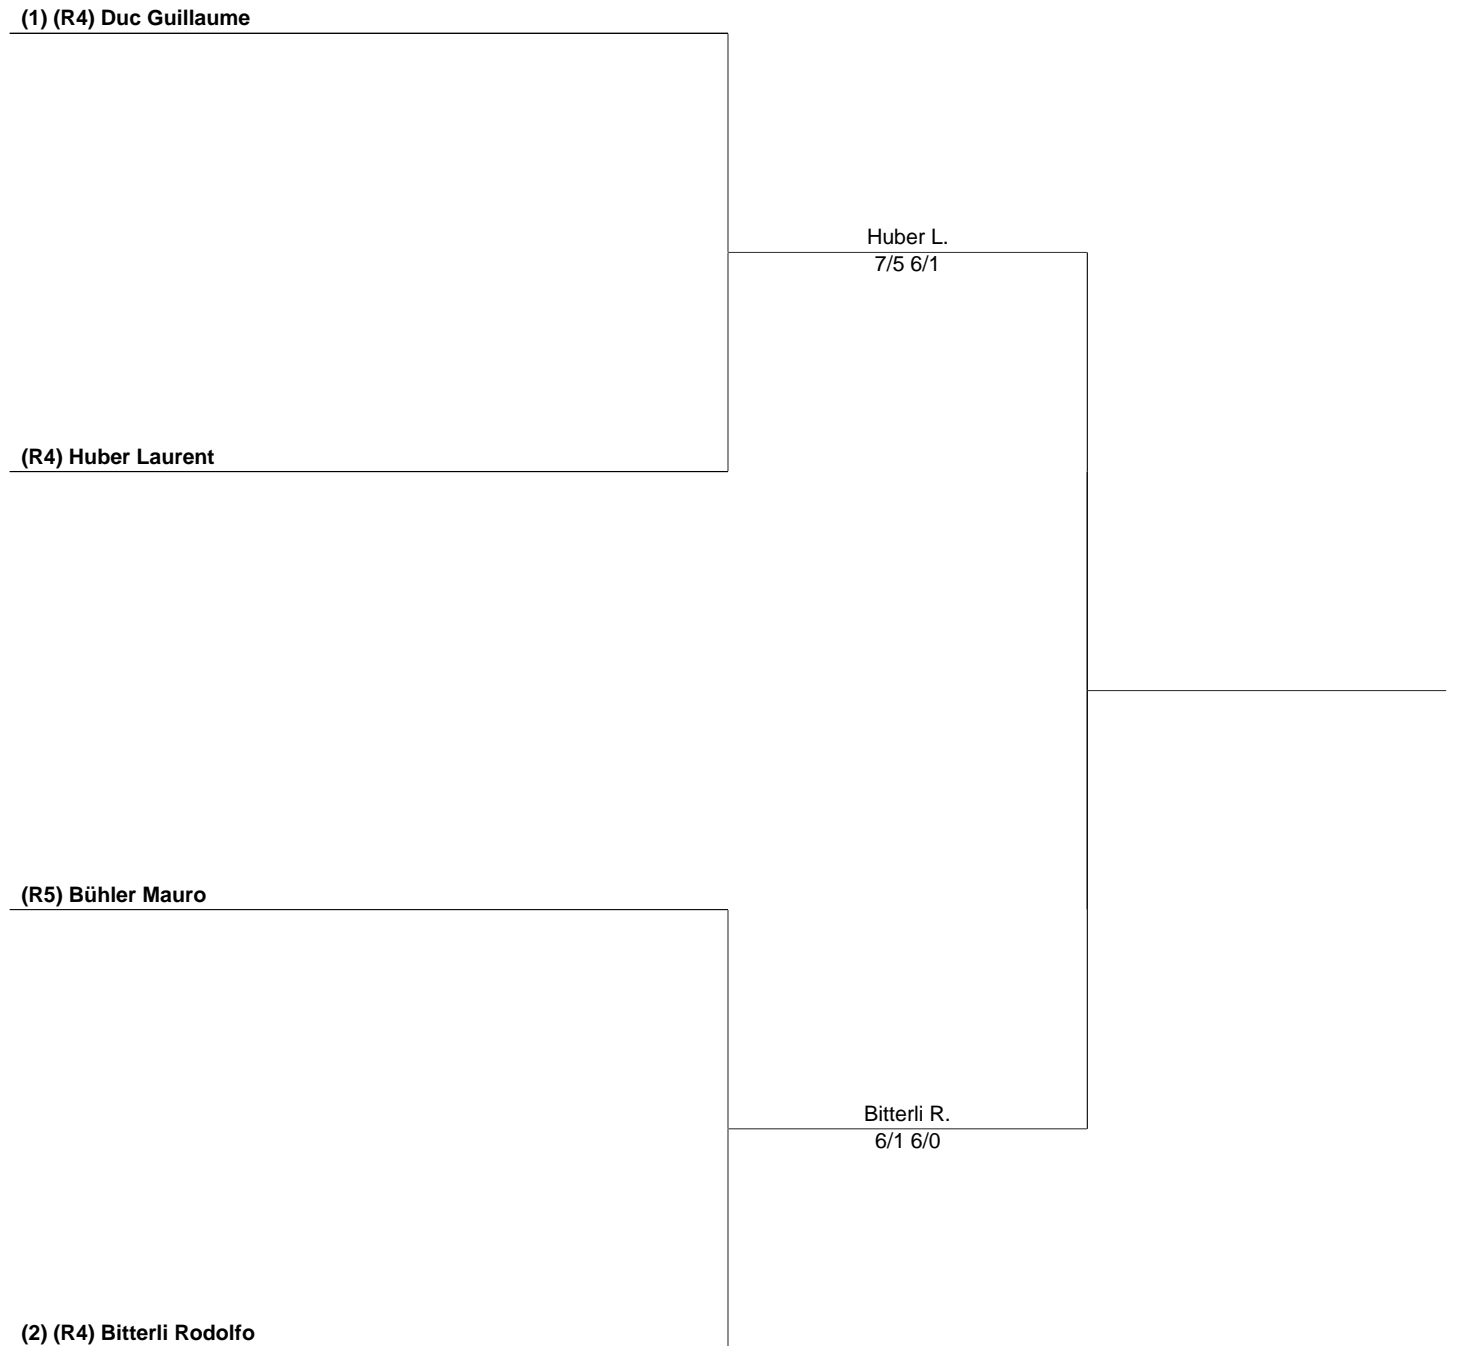 (1) (R4) Duc Guillaume
Huber L.
7/5 6/1
(R4) Huber Laurent
(R5) Bühler Mauro
Bitterli R.
6/1 6/0
(2) (R4) Bitterli Rodolfo